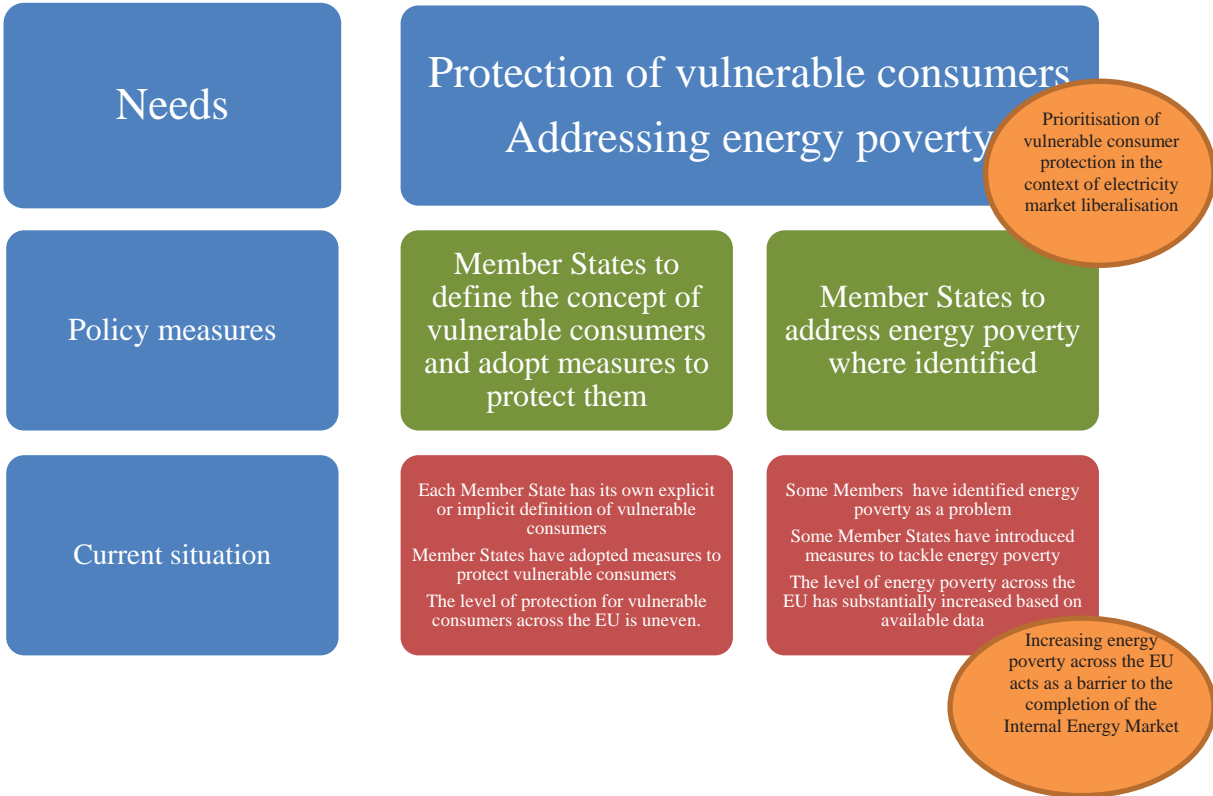 Needs
Protection of vulnerable consumers
Addressing energy poverty
Prioritisation of
vulnerable consumer
protection in the
context of electricity
market liberalisation
Policy measures
Member States to
define the concept of
vulnerable consumers
and adopt measures to
protect them
Member States to
address energy poverty
where identified
Current situation
Each Member State has its own explicit
or implicit definition of vulnerable
consumers
Member States have adopted measures to
protect vulnerable consumers
The level of protection for vulnerable
consumers across the EU is uneven.
Some Members have identified energy
poverty as a problem
Some Member States have introduced
measures to tackle energy poverty
The level of energy poverty across the
EU has substantially increased based on
available data
Increasing energy
poverty across the EU
acts as a barrier to the
completion of the
Internal Energy Market